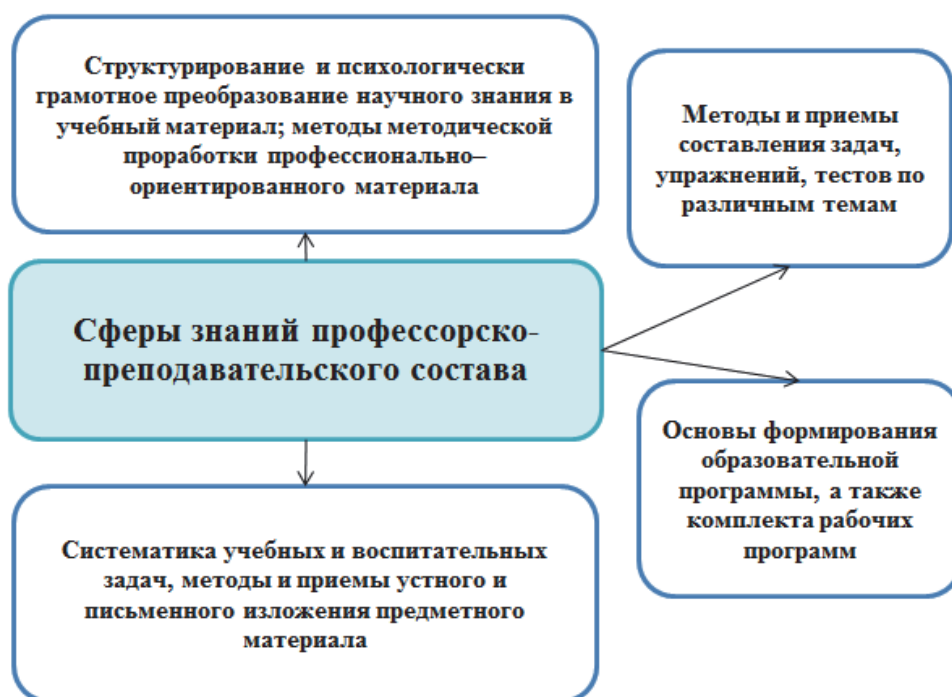 Структурирование и психологически
грамотное преобразование научного знания в
учебный материал; методы методической
проработки профессионально–
ориентированного материала
Методы и приемы
составления задач,
упражнений, тестов по
различным темам
Сферы знаний профессорско-
преподавательского состава
Основы формирования
образовательной
программы, а также
комплекта рабочих
программ
Систематика учебных и воспитательных
задач, методы и приемы устного и
письменного изложения предметного
материала